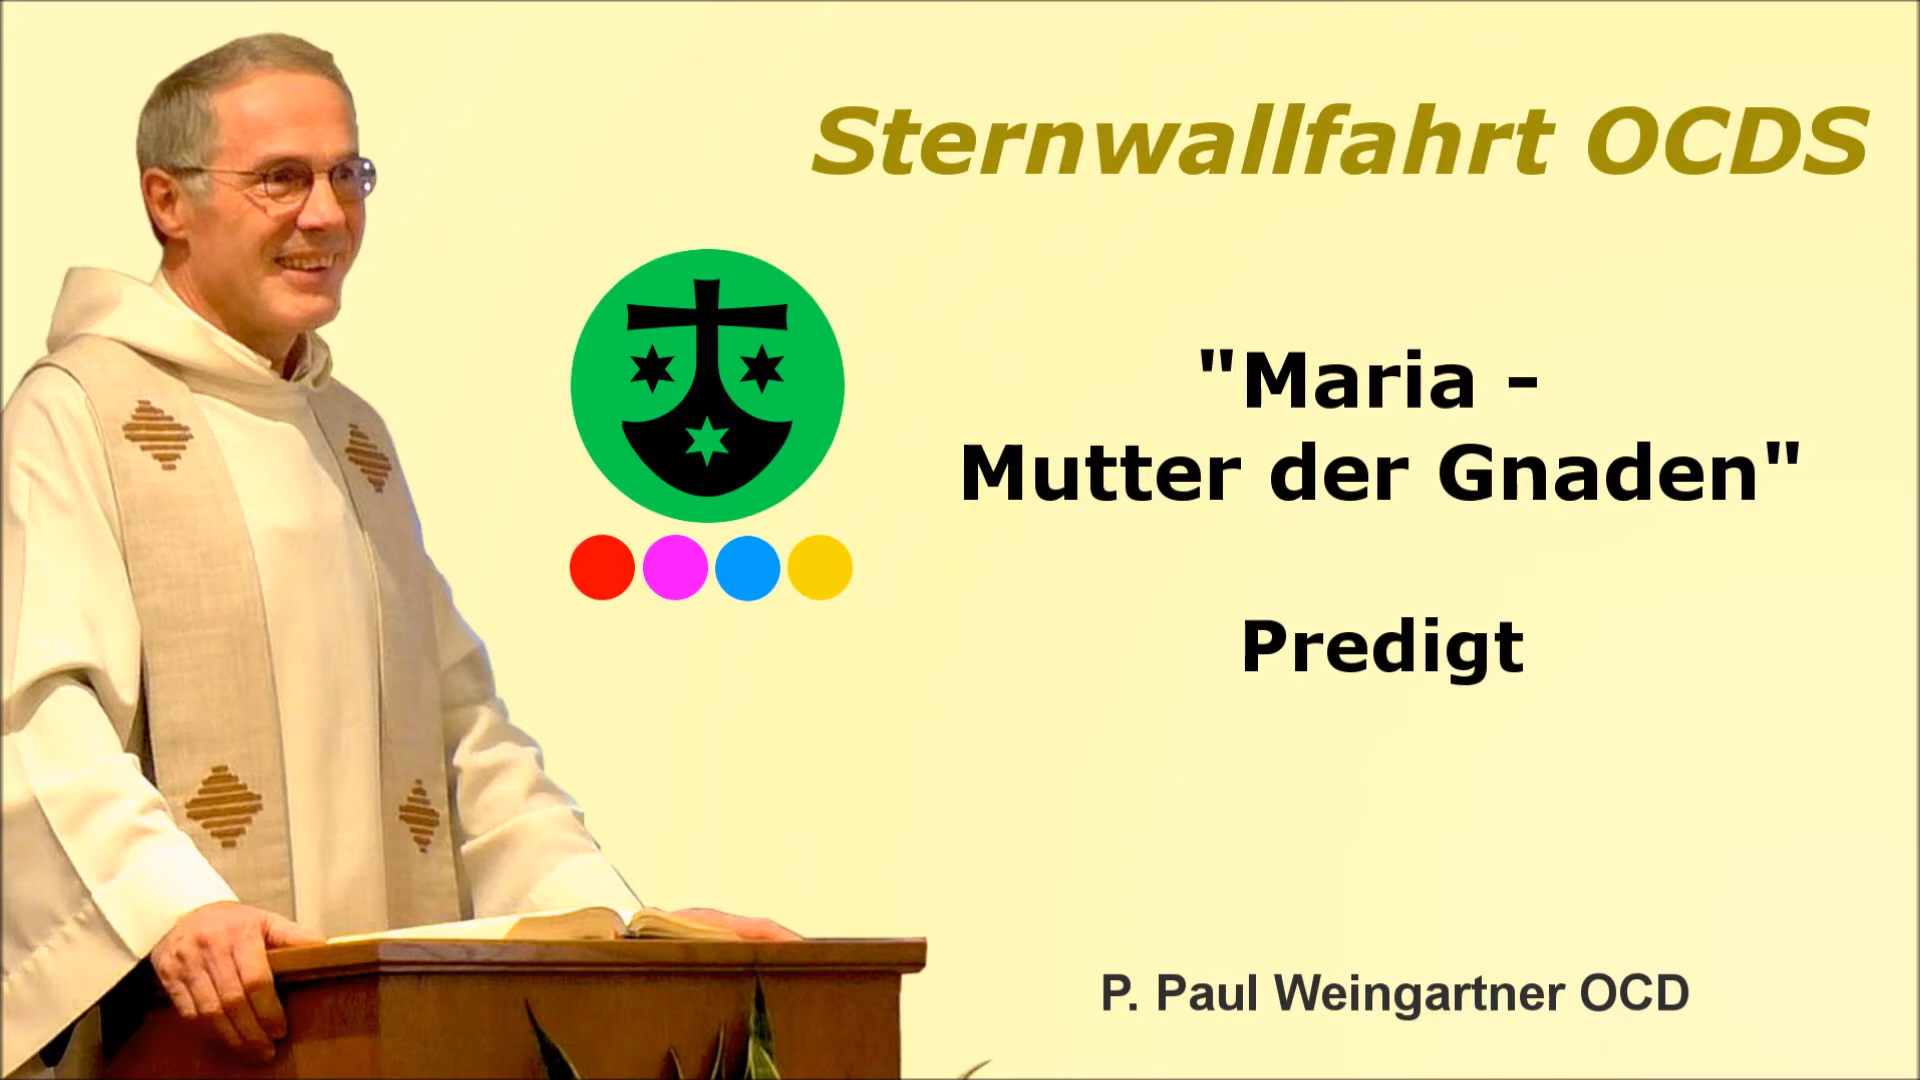 Sternwallfahrt OCDS
"Maria -
Mutter der Gnaden"
Predigt
P. Paul Weingartner OCD